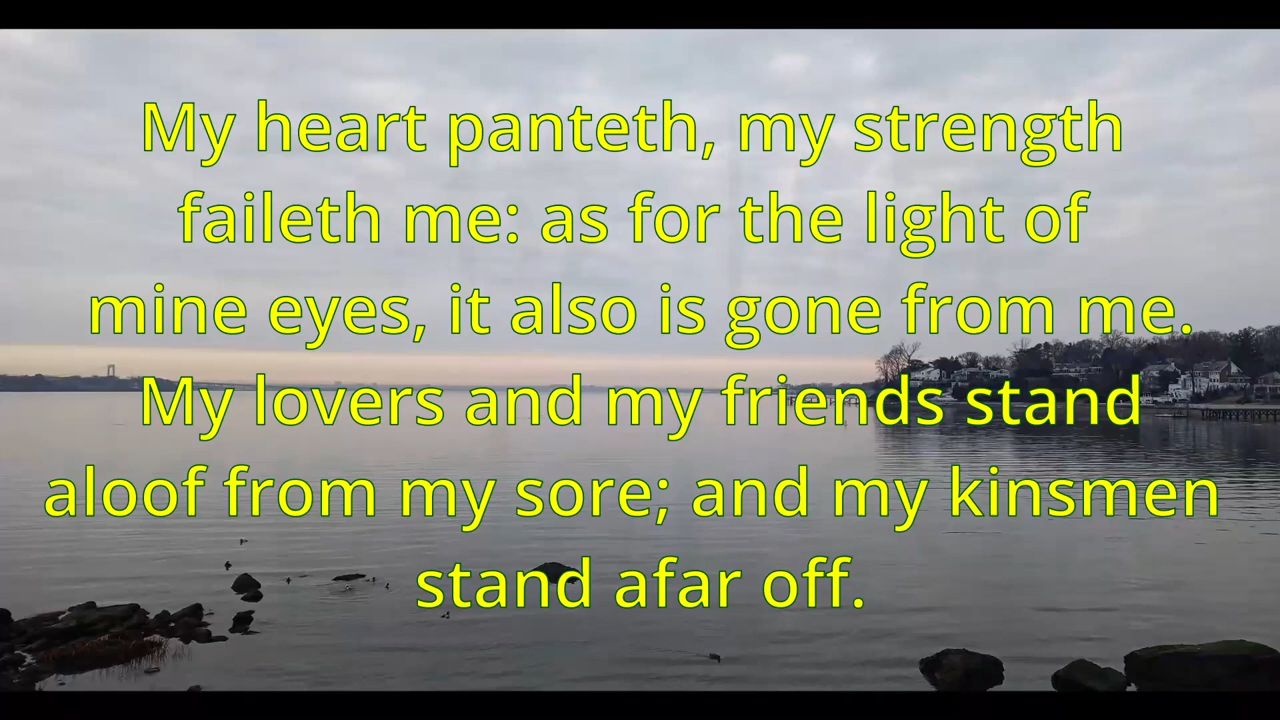 My heart panteth, my strength
faileth me: as for the light of
mine eyes, it also is gone from me.
My lovers and my friends stand
aloof from my sore; and my kinsmen
stand afar off.